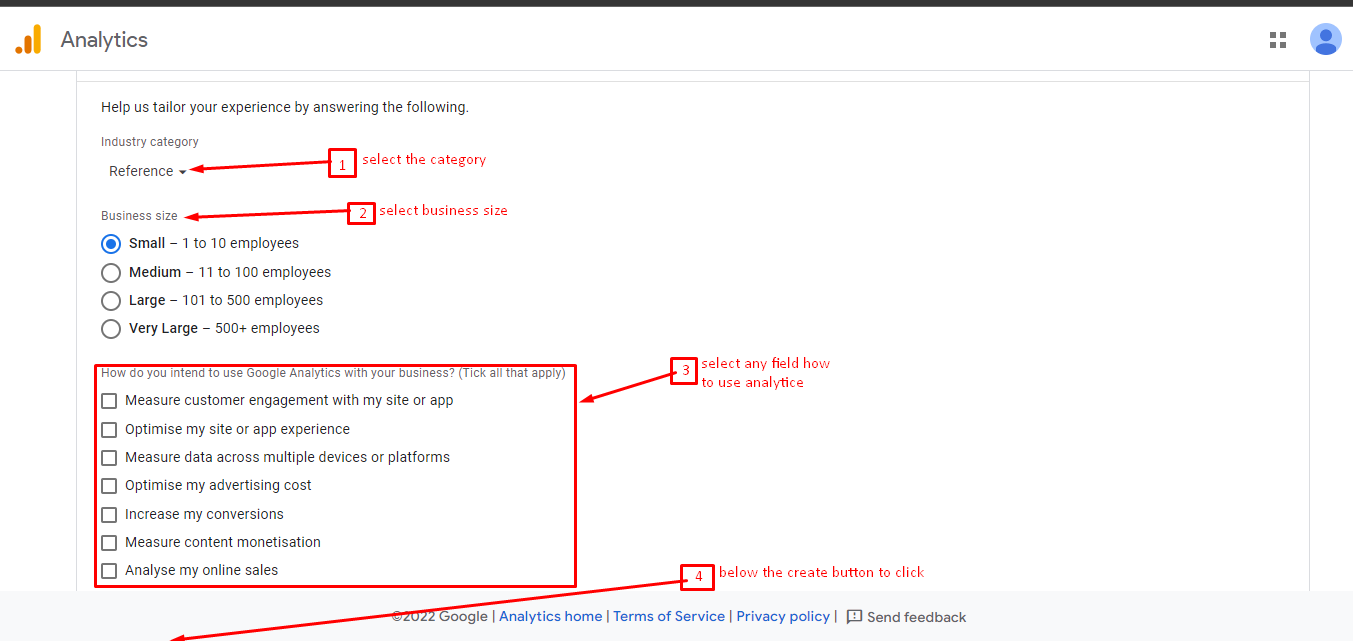 Analytics
Help us tailor your experience by answering the following.
Industry category
Reference
1 select the category
Business size
2 select business size
Small – 1 to 10 employees
Medium – 11 to 100 employees
Large – 101 to 500 employees
Very Large – 500+ employees
How do you intend to use Google Analytics with your business? (Tick all that apply)
3 select any field how
to use analytice
Measure customer engagement with my site or app
Optimise my site or app experience
Measure data across multiple devices or platforms
Optimise my advertising cost
Increase my conversions
Measure content monetisation
Analyse my online sales
4 below the create button to click
©2022 Google | Analytics home | Terms of Service | Privacy policy | Send feedback